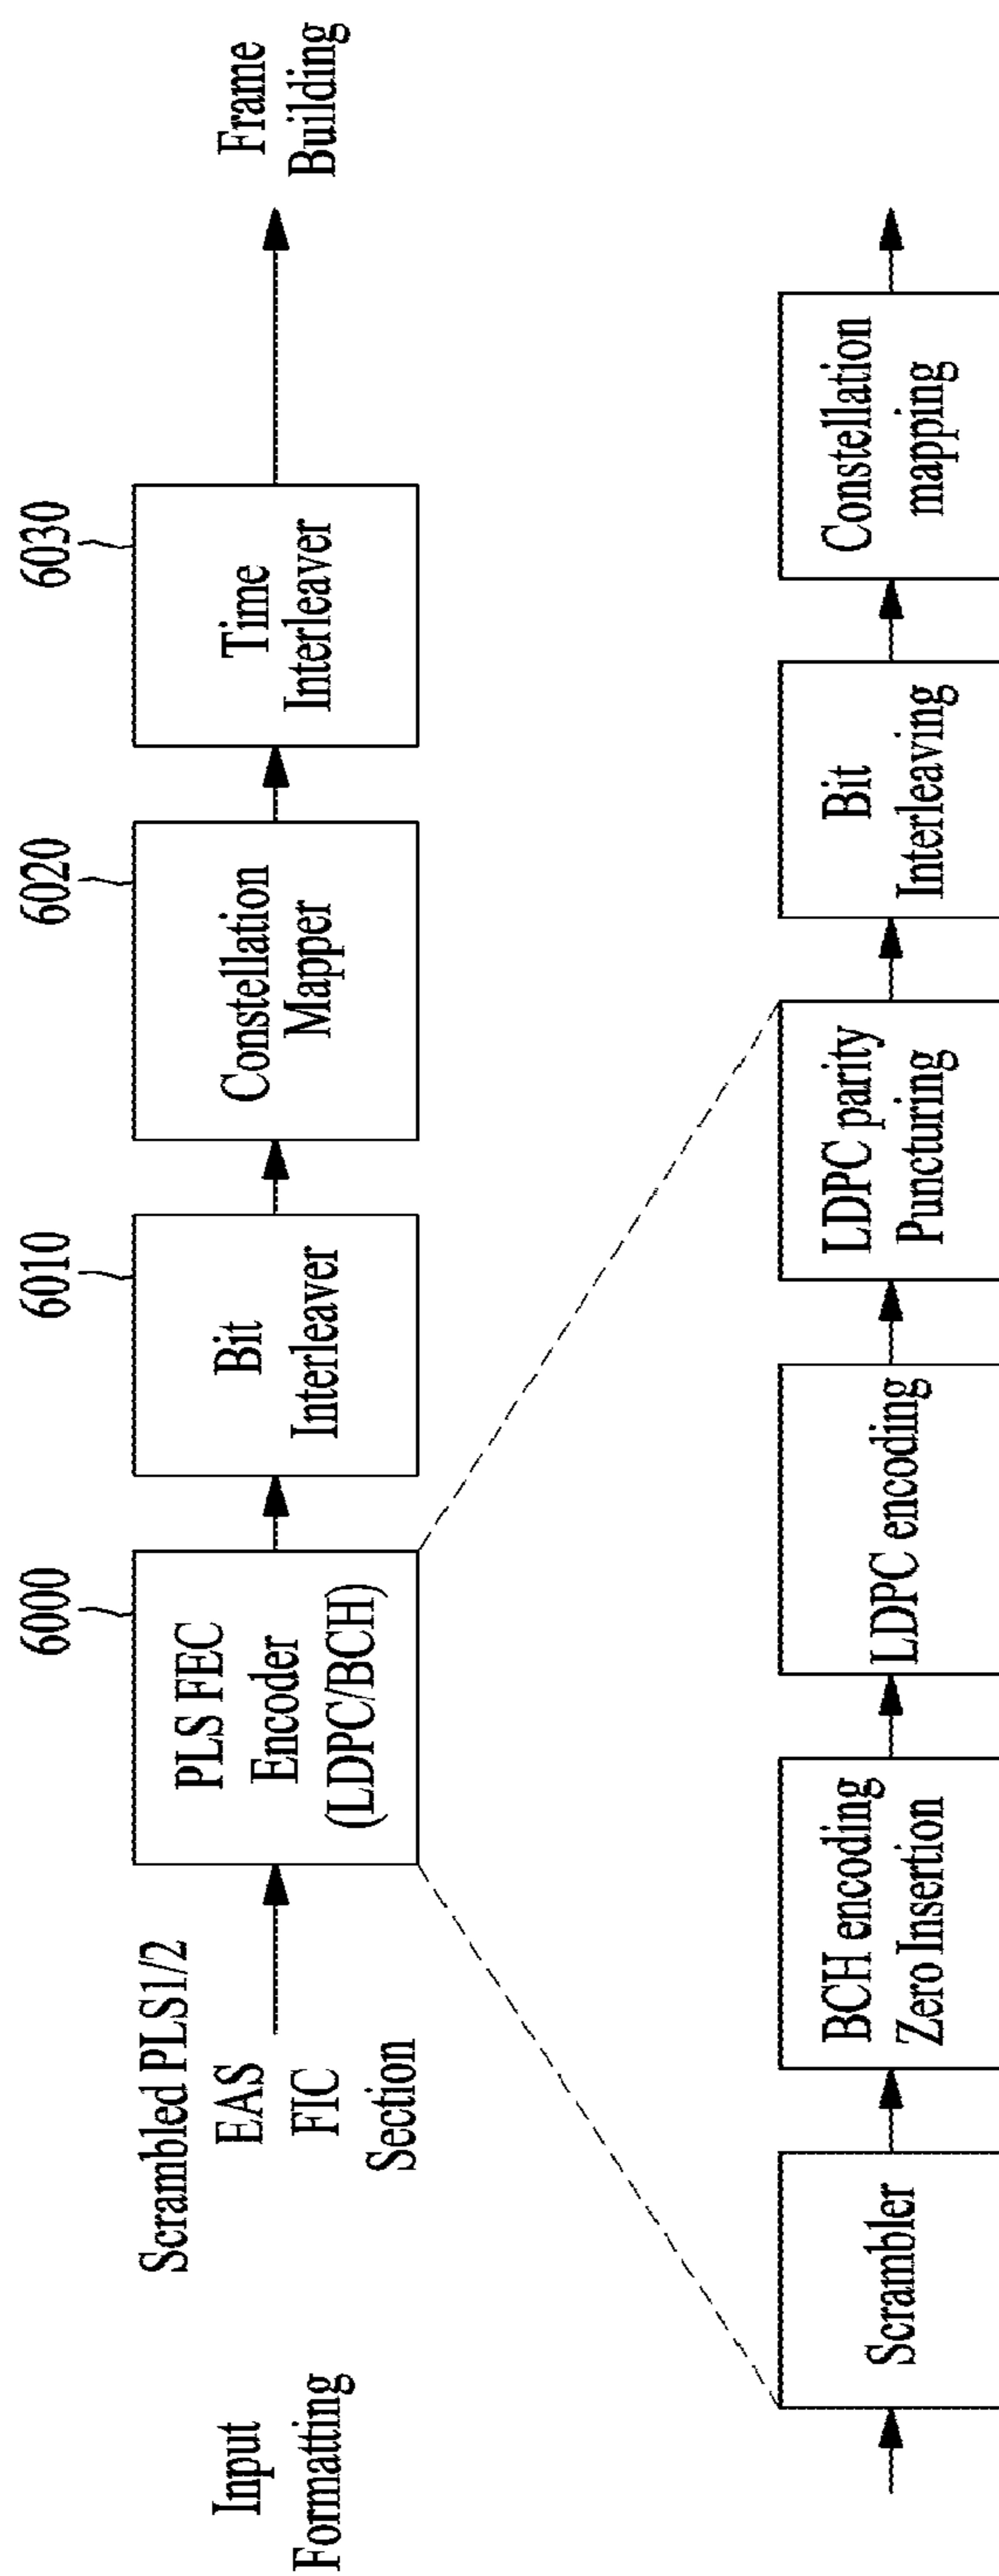 Input
Formatting
Scrambled PLS1/2
EAS
FIC
Section
6000
PLS FEC
Encoder
(LDPC/BCH)
6010
Bit
Interleaver
6020
Constellation
Mapper
6030
Time
Interleaver
Frame
Building
Scrambler
BCH encoding
Zero Insertion
LDPC encoding
LDPC parity
Puncturing
Bit
Interleaving
Constellation
mapping